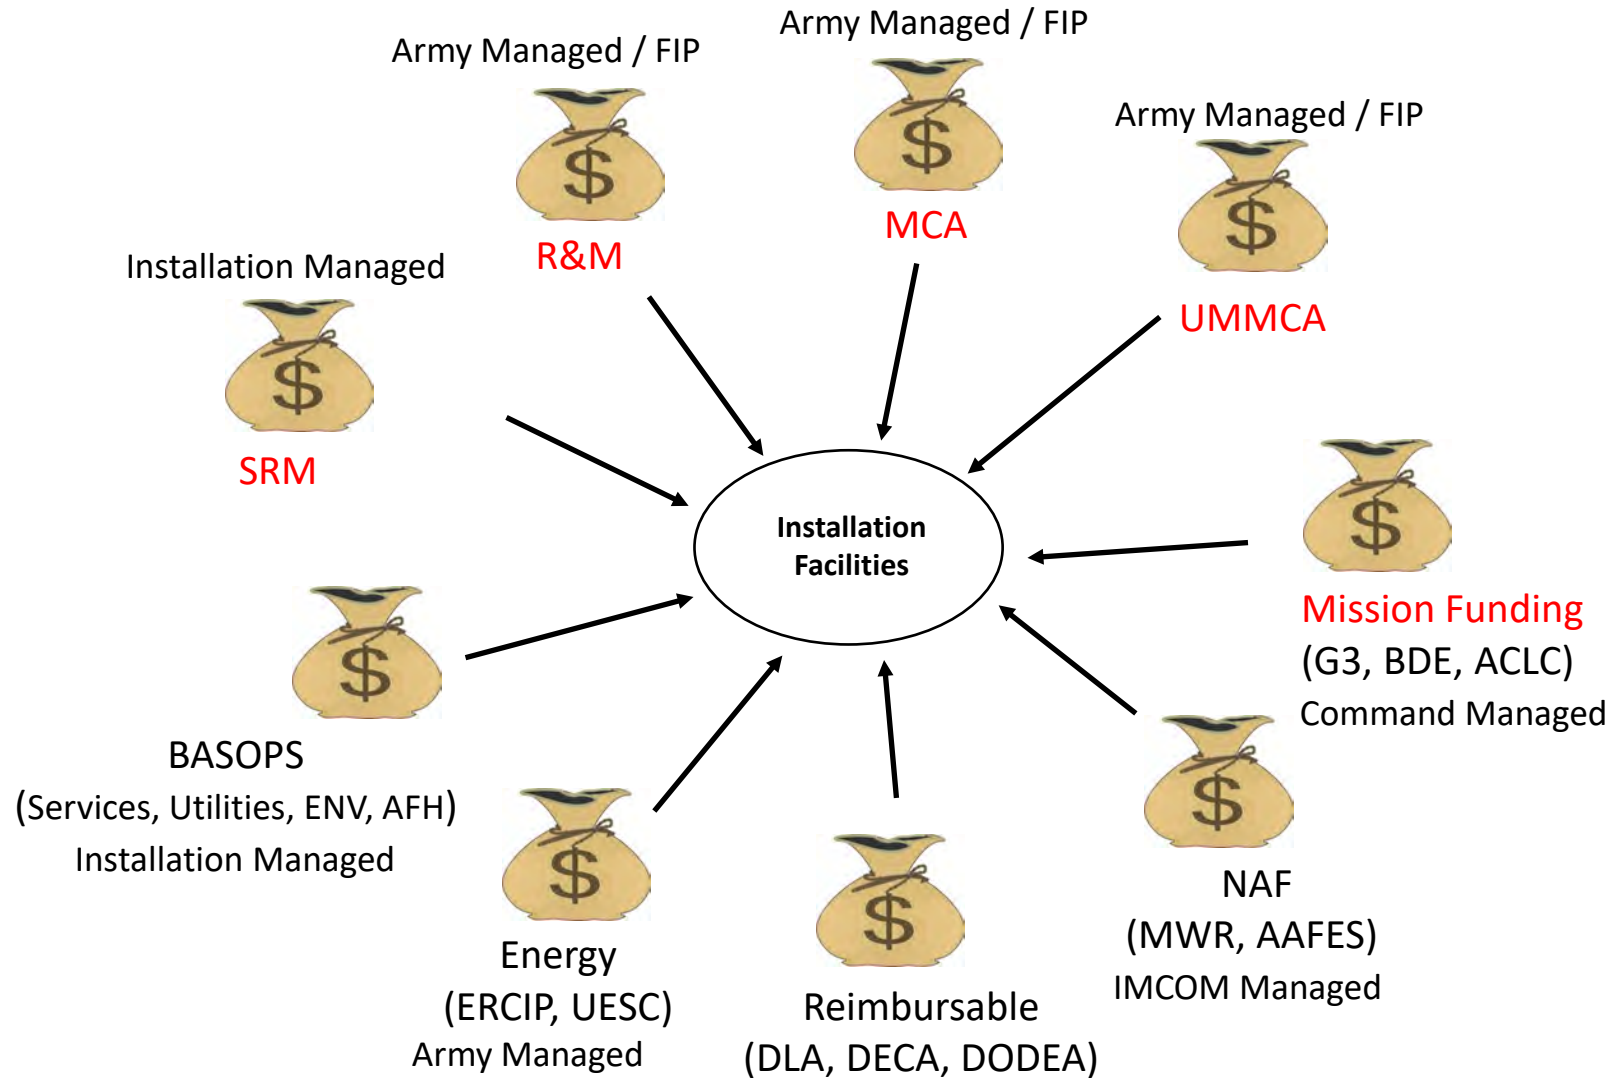 Army Managed / FIP
$
R&M
Army Managed / FIP
$
MCA
Army Managed / FIP
$
UMMCA
Installation Managed
$
SRM
Installation
Facilities
$
Mission Funding
(G3, BDE, ACLC)
Command Managed
$
BASOPS
(Services, Utilities, ENV, AFH)
Installation Managed
$
Energy
(ERCIP, UESC)
Army Managed
$
Reimbursable
(DLA, DECA, DODEA)
$
NAF
(MWR, AAFES)
IMCOM Managed